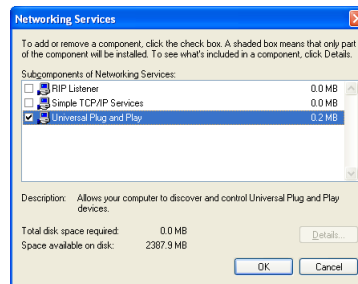 Networking Services
To add or remove a component, click the check box. A shaded box means that only part
of the component will be installed. To see what's included in a component, click Details.
Subcomponents of Networking Services:
RIP Listener 0.0 MB
Simple TCP/IP Services 0.0 MB
Universal Plug and Play 0.2 MB
Description: Allows your computer to discover and control Universal Plug and Play
devices.
Total disk space required: 0.0 MB
Space available on disk: 2387.9 MB
Details...
OK Cancel